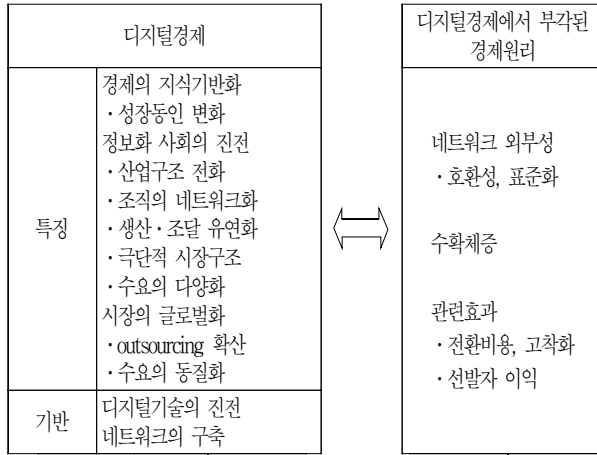 디지털경제
특징
경제의 지식기반화
·성장동인 변화
정보화 사회의 진전
·산업구조 전화
·조직의 네트워크화
·생산·조달 유연화
·극단적 시장구조
·수요의 다양화
시장의 글로벌화
·outsourcing 확산
·수요의 동질화
기반
디지털기술의 진전
네트워크의 구축
디지털경제에서 부각된
경제원리
네트워크 외부성
·호환성, 표준화
수확체증
관련효과
·전환비용, 고착화
·선발자 이익